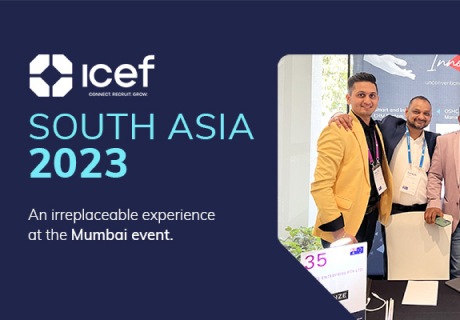 icef
CONNECT. RECRUIT. GROW.
SOUTH ASIA
2023
An irreplaceable experience
at the Mumbai event.
35